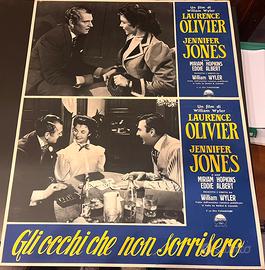 Un film di
William Wyler
LAURENCE
OLIVIER
JENNIFER
JONES
MIRIAM HOPKINS
EDDIE ALBERT
William WYLER
Un film di
William Wyler
LAURENCE
OLIVIER
JENNIFER
JONES
MIRIAM HOPKINS
EDDIE ALBERT
William WYLER
Gli occhi che non sorrisero